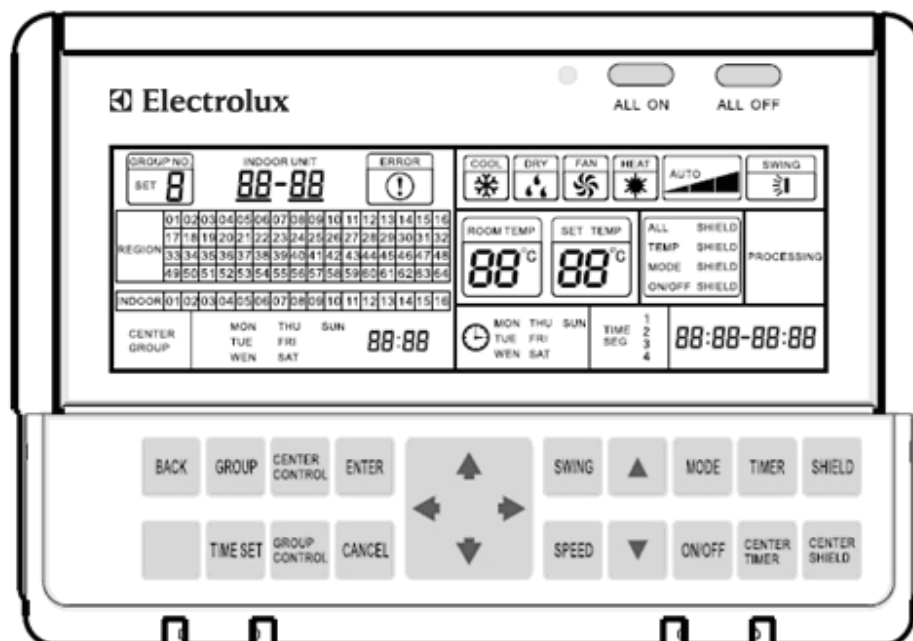 Electrolux
ALL ON ALL OFF
GROUP NO. INDOOR UNIT ERROR
SET 8 88-88
COOL DRY FAN HEAT AUTO SWING
REGION
01 02 03 04 05 06 07 08 09 10 11 12 13 14 15 16
17 18 19 20 21 22 23 24 25 26 27 28 29 30 31 32
33 34 35 36 37 38 39 40 41 42 43 44 45 46 47 48
49 50 51 52 53 54 55 56 57 58 59 60 61 62 63 64
ROOM TEMP SET TEMP
88°C 88°C
ALL SHIELD
TEMP SHIELD
MODE SHIELD
ON/OFF SHIELD
PROCESSING
INDOOR 01 02 03 04 05 06 07 08 09 10 11 12 13 14 15 16
CENTER
GROUP
MON THU SUN
TUE FRI
WEN SAT
88:88
MON THU SUN
TUE FRI
WEN SAT
TIME
SEG
1
2
3
4
88:88-88:88
BACK GROUP CENTER CONTROL ENTER SWING MODE TIMER SHIELD
TIME SET GROUP CONTROL CANCEL SPEED ON/OFF CENTER TIMER CENTER SHIELD